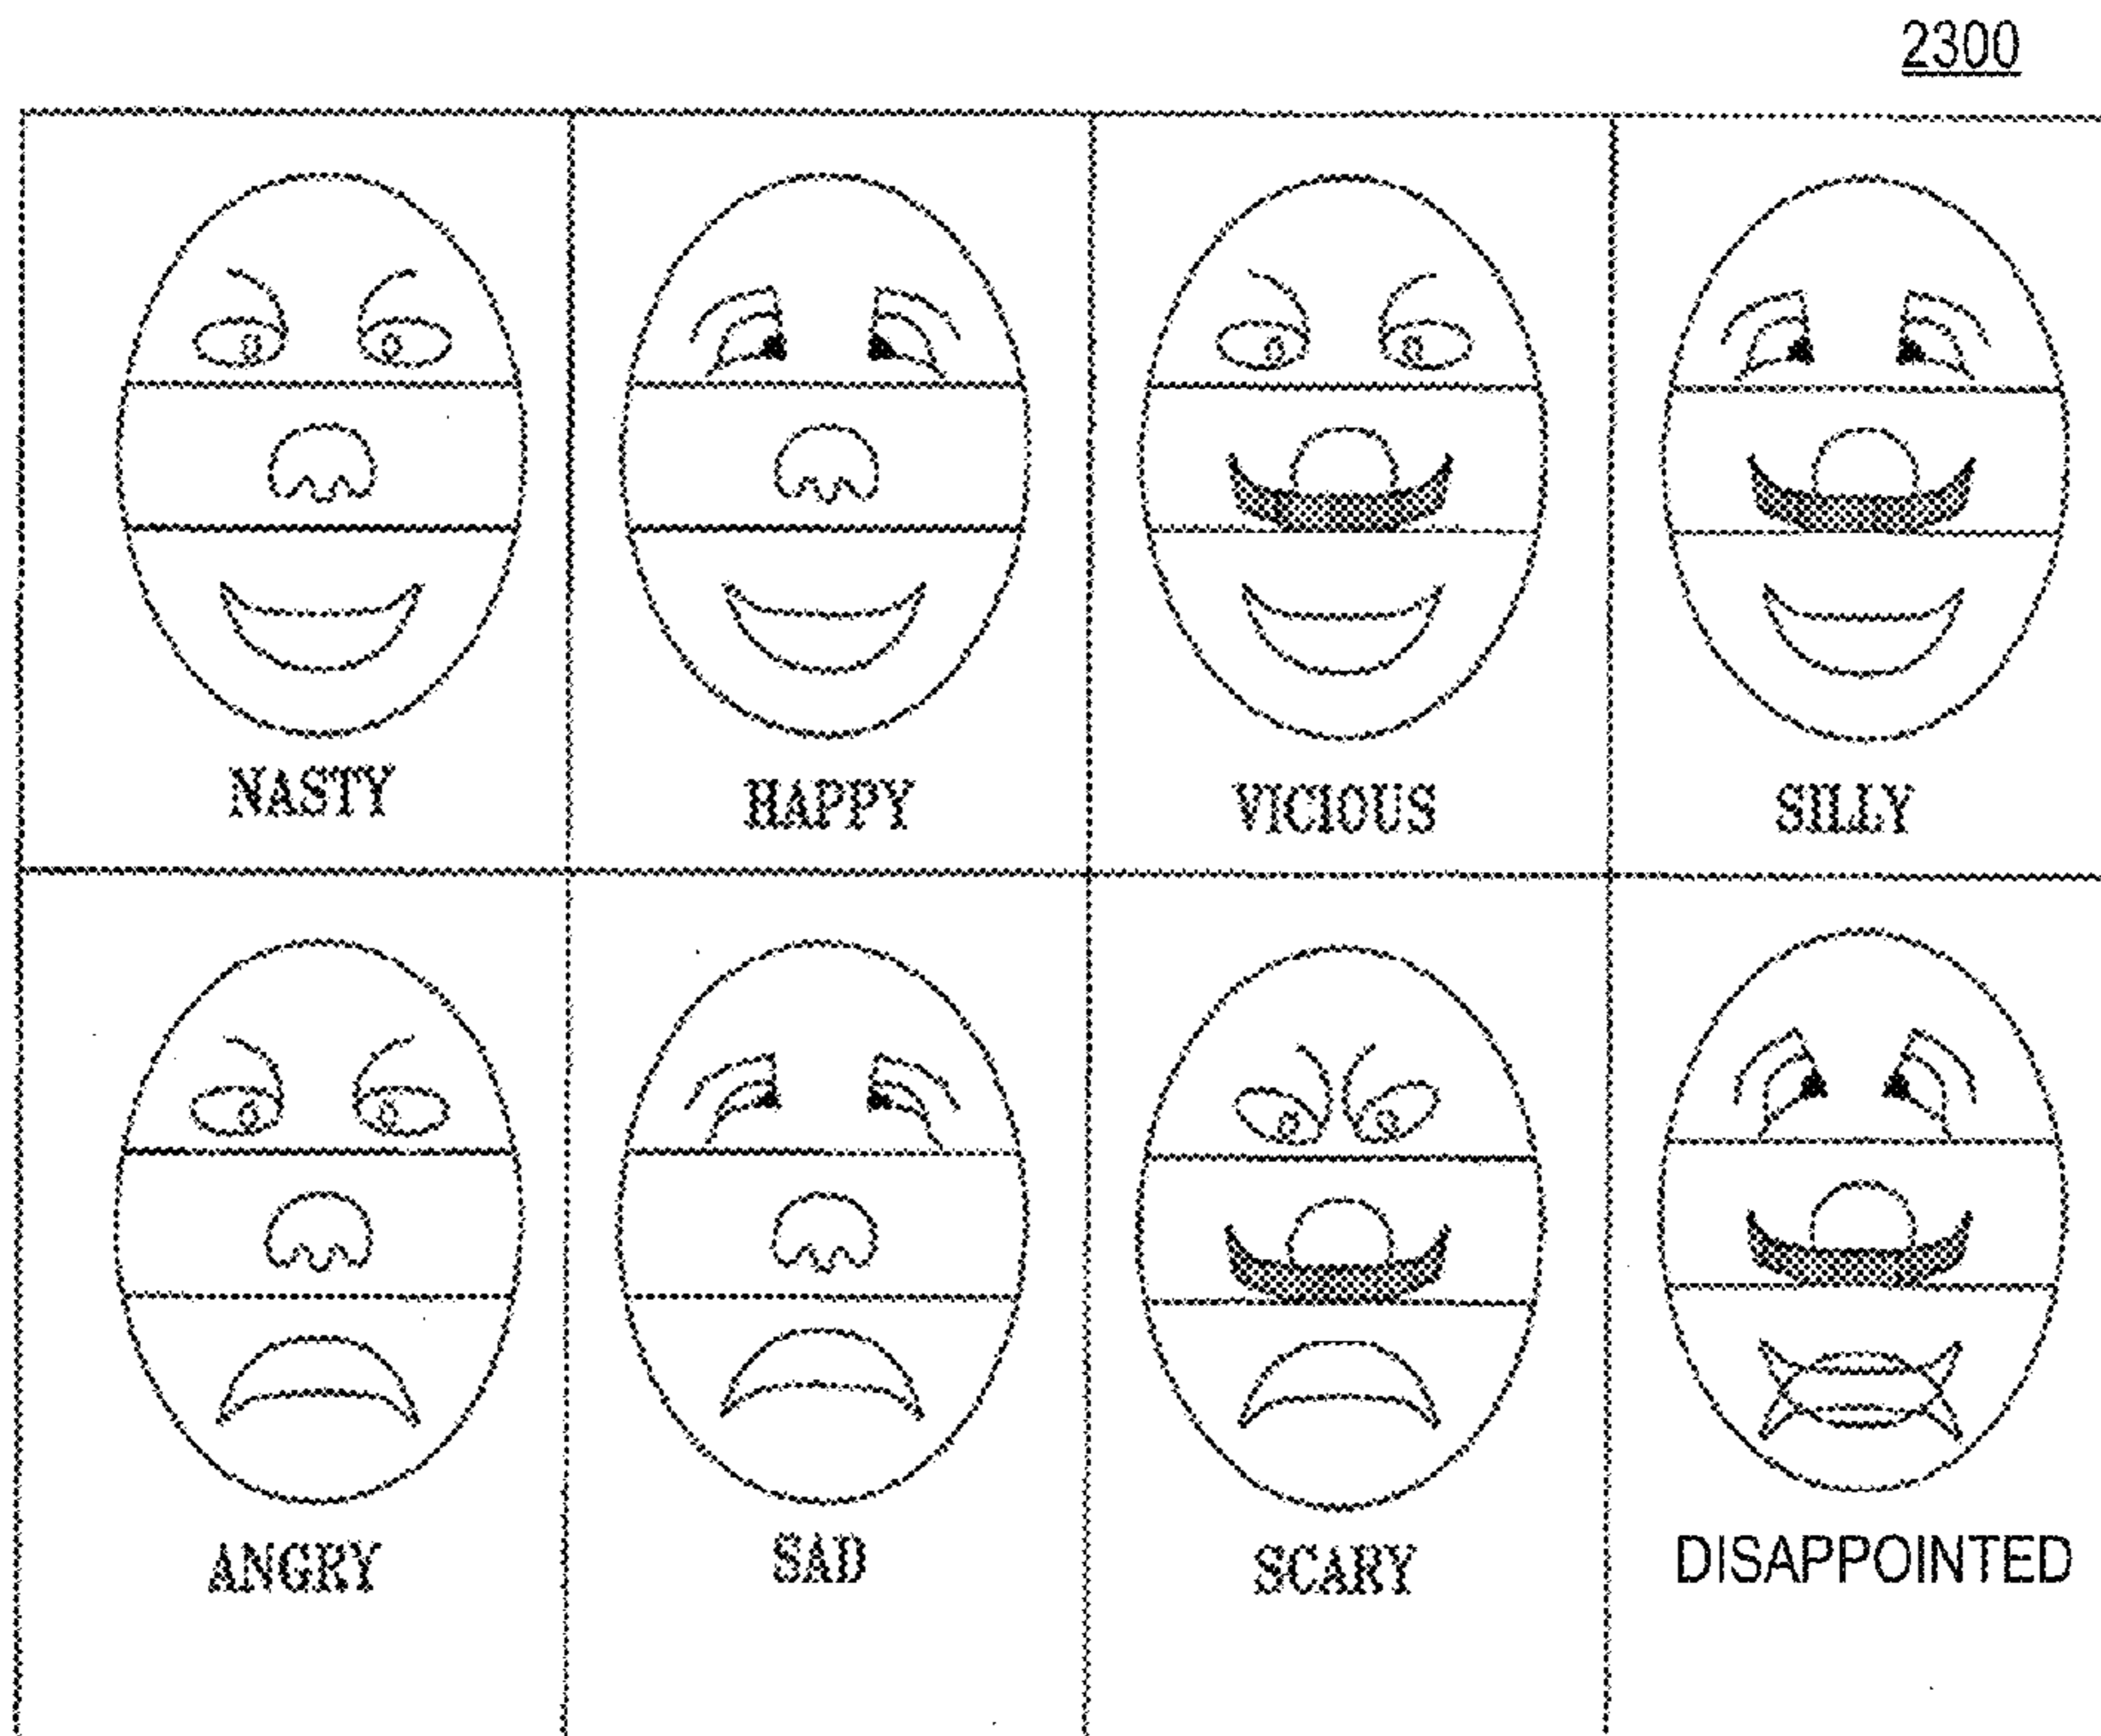 2300
NASTY
HAPPY
VICIOUS
SILLY
ANGRY
SAD
SCARY
DISAPPOINTED